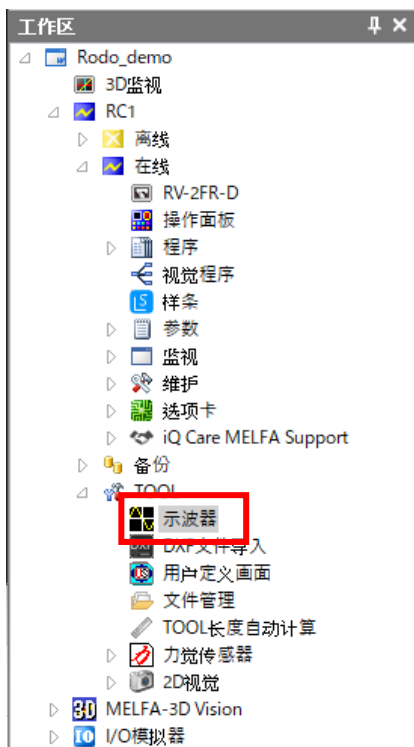 工作区
Rodo_demo
3D监视
RC1
离线
在线
RV-2FR-D
操作面板
程序
视觉程序
样条
参数
监视
维护
选项卡
iQ Care MELFA Support
备份
TOOL
示波器
DXF文件导入
用户定义画面
文件管理
TOOL长度自动计算
力觉传感器
2D视觉
MELFA-3D Vision
I/O模拟器